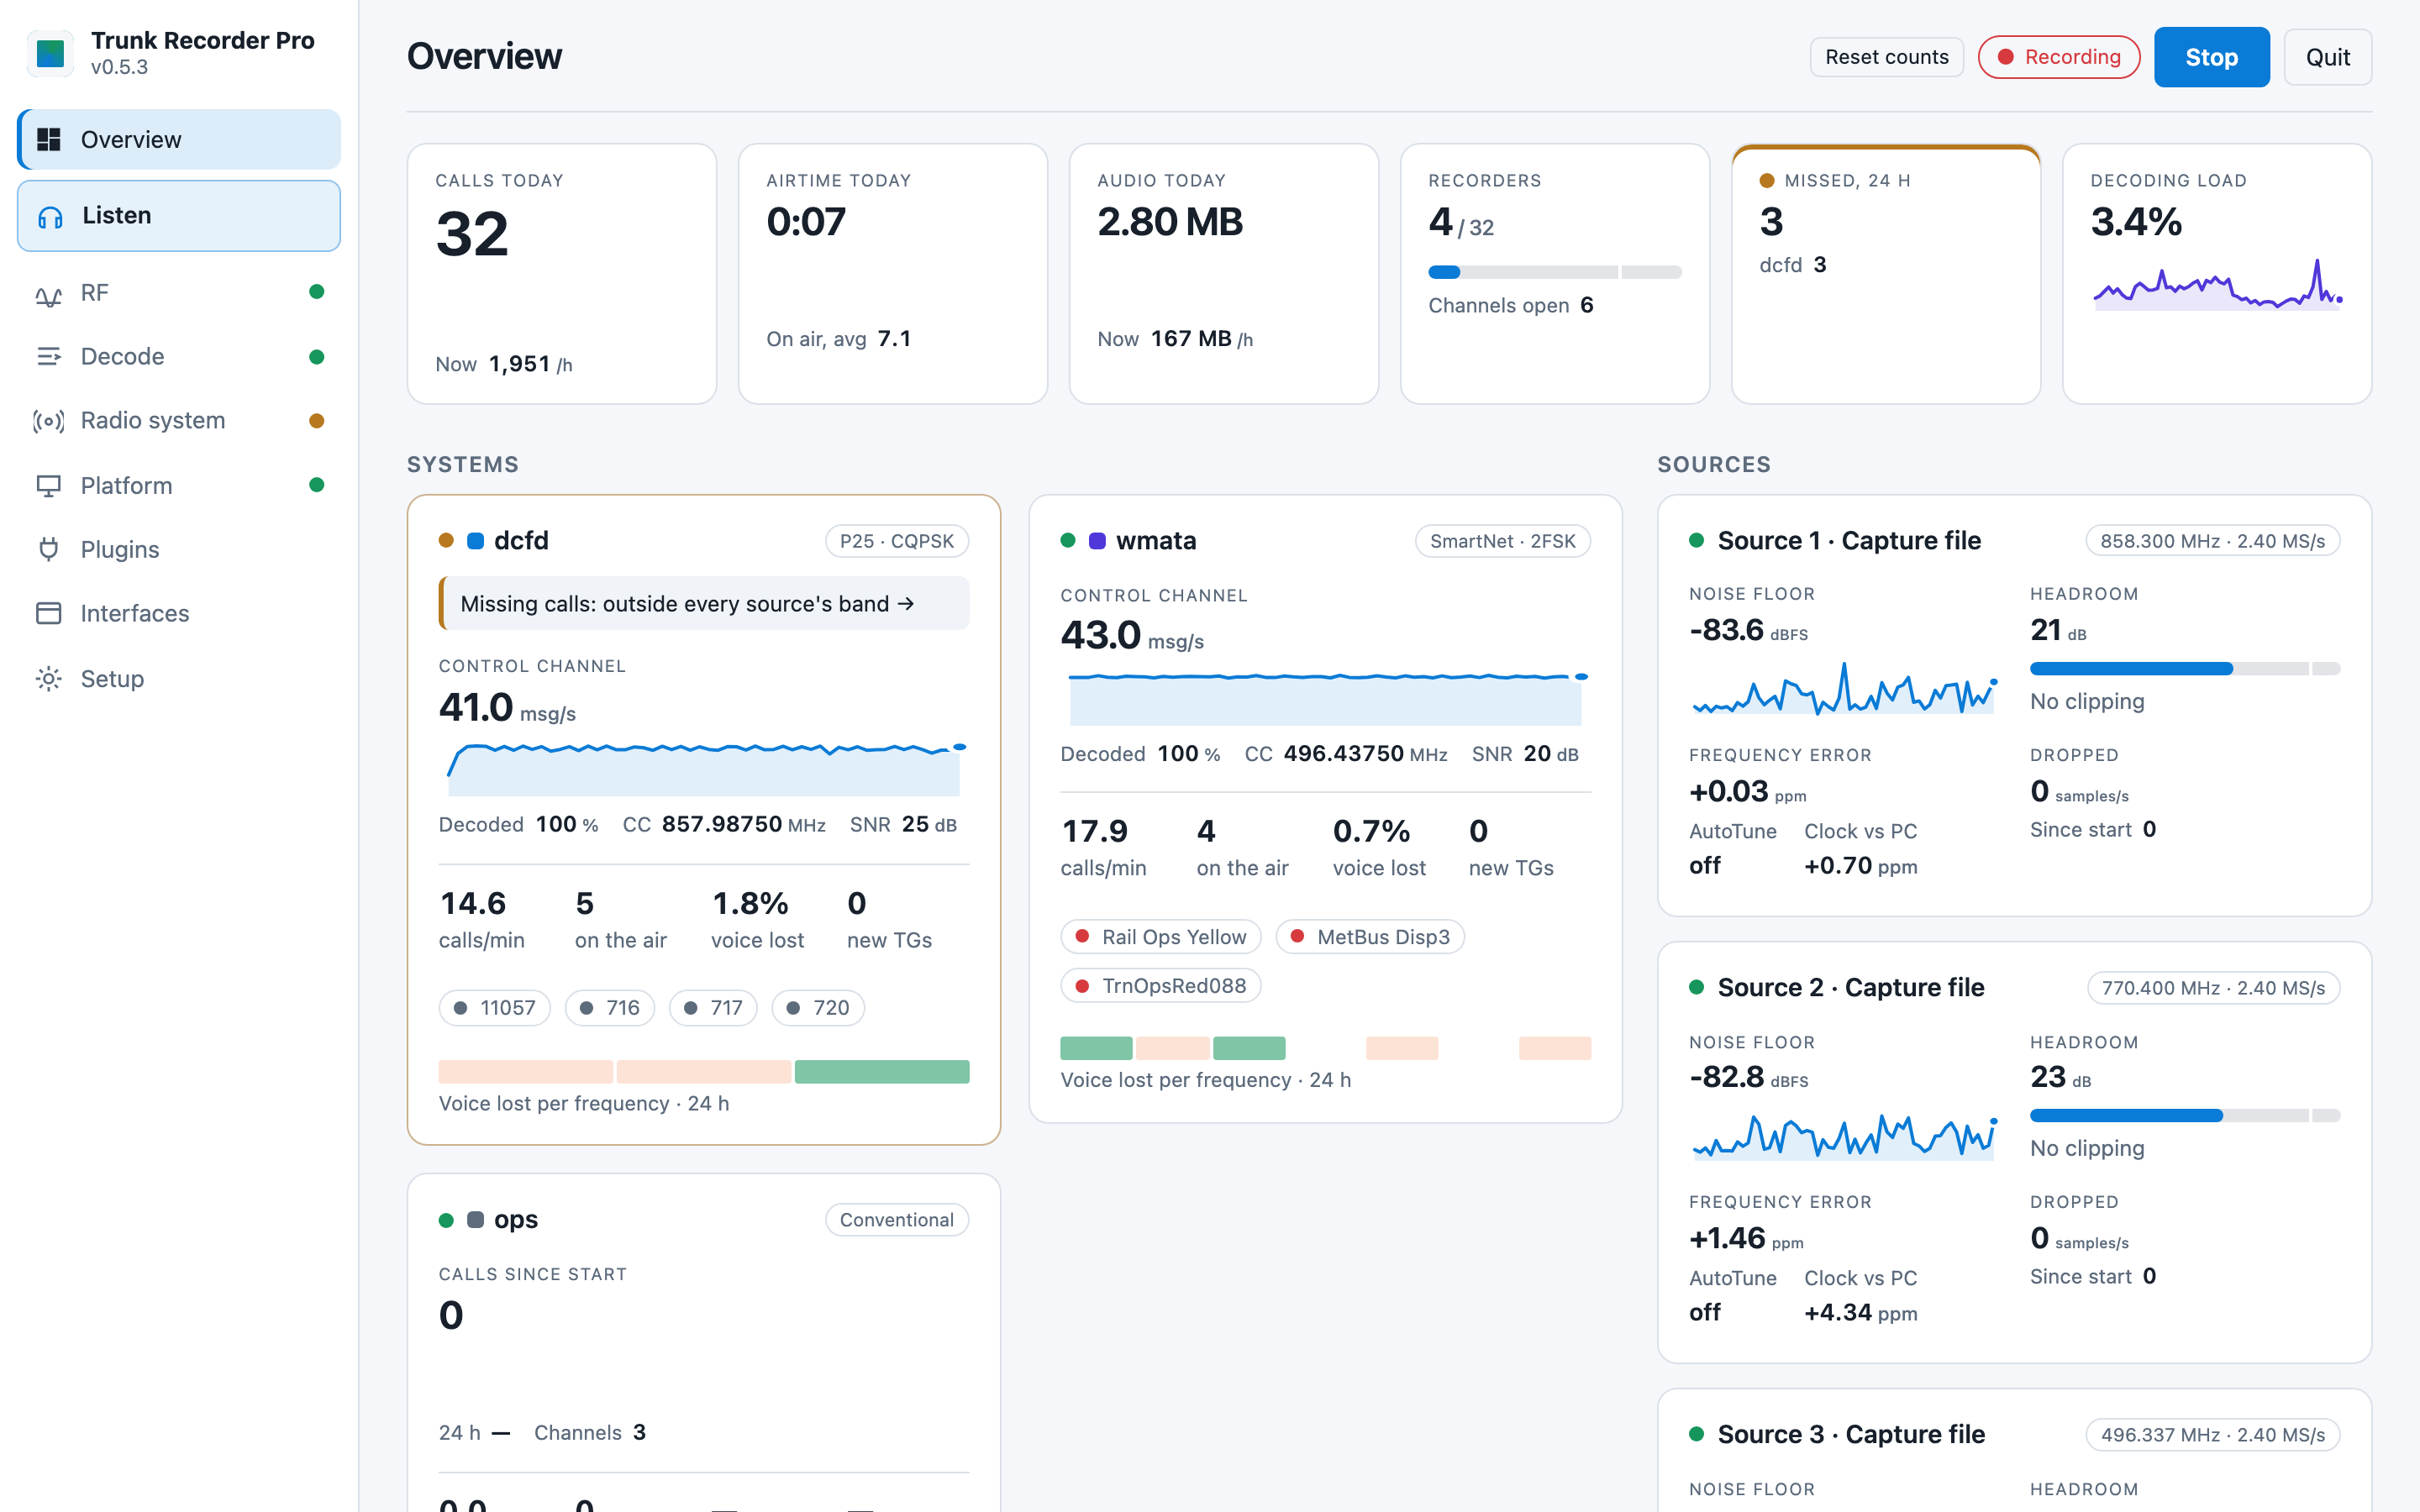 Trunk Recorder Pro
v0.5.3
Overview
Listen
RF
Decode
Radio system
Platform
Plugins
Interfaces
Setup
Overview
Reset counts
Recording
Stop
Quit
CALLS TODAY
32
Now 1,951 /h
AIRTIME TODAY
0:07
On air, avg 7.1
AUDIO TODAY
2.80 MB
Now 167 MB /h
RECORDERS
4 / 32
Channels open 6
MISSED, 24 H
3
dcfd 3
DECODING LOAD
3.4%
SYSTEMS
dcfd
P25 · CQPSK
Missing calls: outside every source's band →
CONTROL CHANNEL
41.0 msg/s
Decoded 100 % CC 857.98750 MHz SNR 25 dB
14.6 5 1.8% 0
calls/min on the air voice lost new TGs
11057 716 717 720
Voice lost per frequency · 24 h
wmata
SmartNet · 2FSK
CONTROL CHANNEL
43.0 msg/s
Decoded 100 % CC 496.43750 MHz SNR 20 dB
17.9 4 0.7% 0
calls/min on the air voice lost new TGs
Rail Ops Yellow MetBus Disp3
TrnOpsRed088
Voice lost per frequency · 24 h
ops
Conventional
CALLS SINCE START
0
24 h — Channels 3
SOURCES
Source 1 · Capture file
858.300 MHz · 2.40 MS/s
NOISE FLOOR HEADROOM
-83.6 dBFS 21 dB
No clipping
FREQUENCY ERROR DROPPED
+0.03 ppm 0 samples/s
AutoTune Clock vs PC Since start 0
off +0.70 ppm
Source 2 · Capture file
770.400 MHz · 2.40 MS/s
NOISE FLOOR HEADROOM
-82.8 dBFS 23 dB
No clipping
FREQUENCY ERROR DROPPED
+1.46 ppm 0 samples/s
AutoTune Clock vs PC Since start 0
off +4.34 ppm
Source 3 · Capture file
496.337 MHz · 2.40 MS/s
NOISE FLOOR HEADROOM